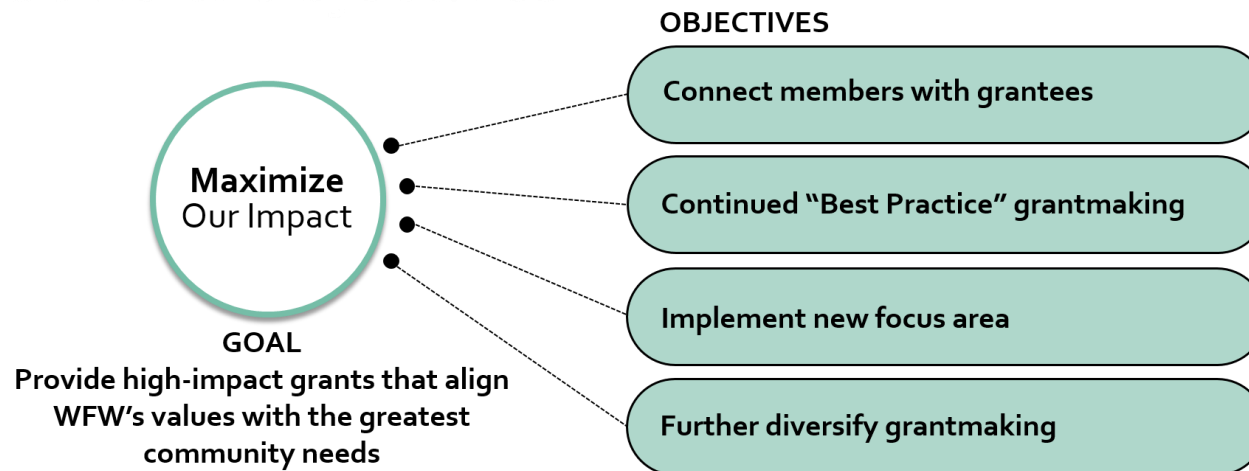 Maximize
Our Impact
GOAL
Provide high-impact grants that align
WFW’s values with the greatest
community needs
OBJECTIVES
Connect members with grantees
Continued “Best Practice” grantmaking
Implement new focus area
Further diversify grantmaking